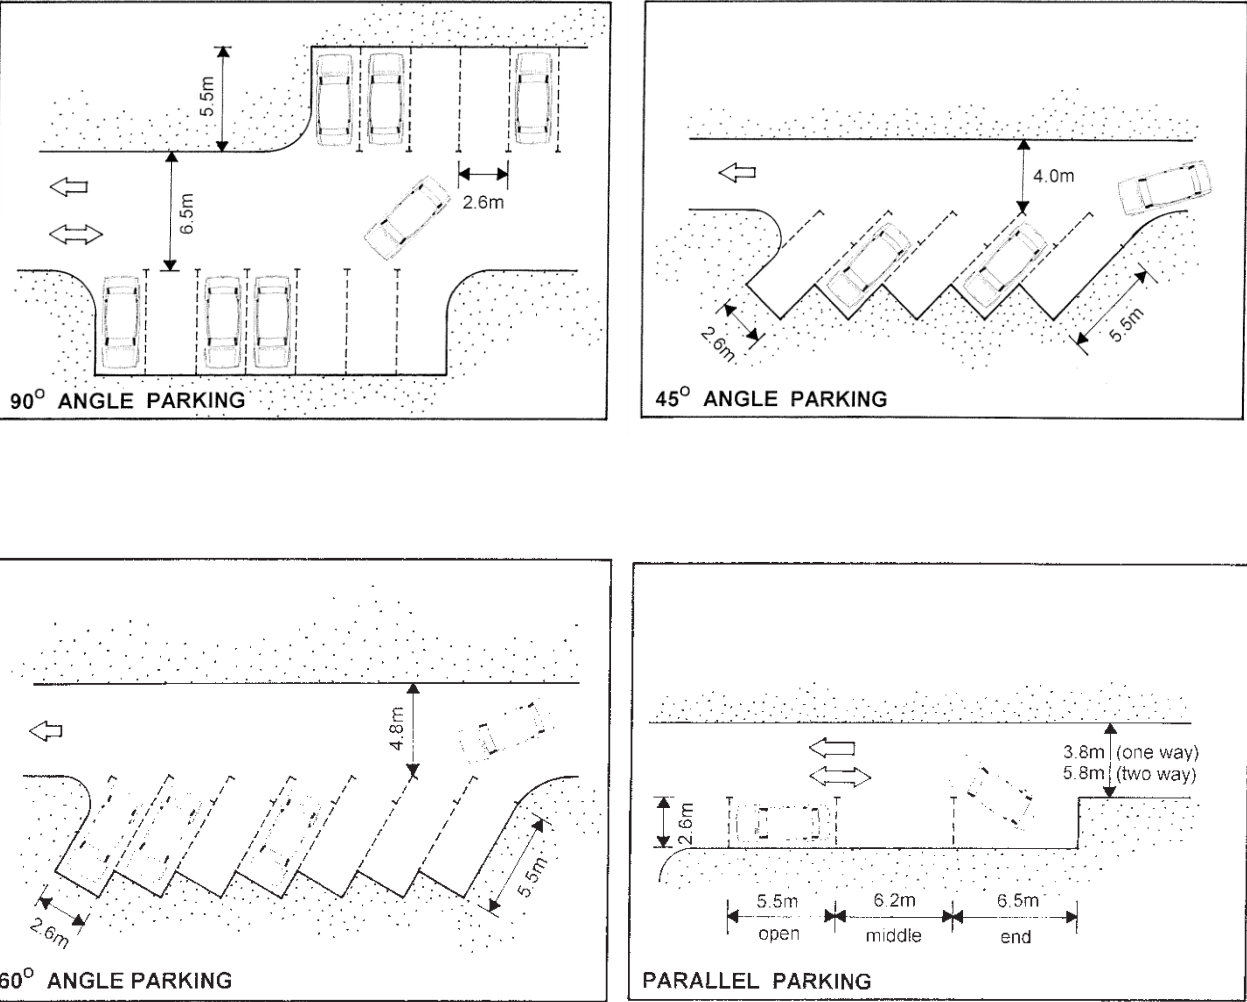 5.5m
6.5m
2.6m
90° ANGLE PARKING
4.0m
2.6m
5.5m
45° ANGLE PARKING
4.8m
5.5m
2.6m
60° ANGLE PARKING
3.8m (one way)
5.8m (two way)
2.6m
5.5m 6.2m 6.5m
open middle end
PARALLEL PARKING